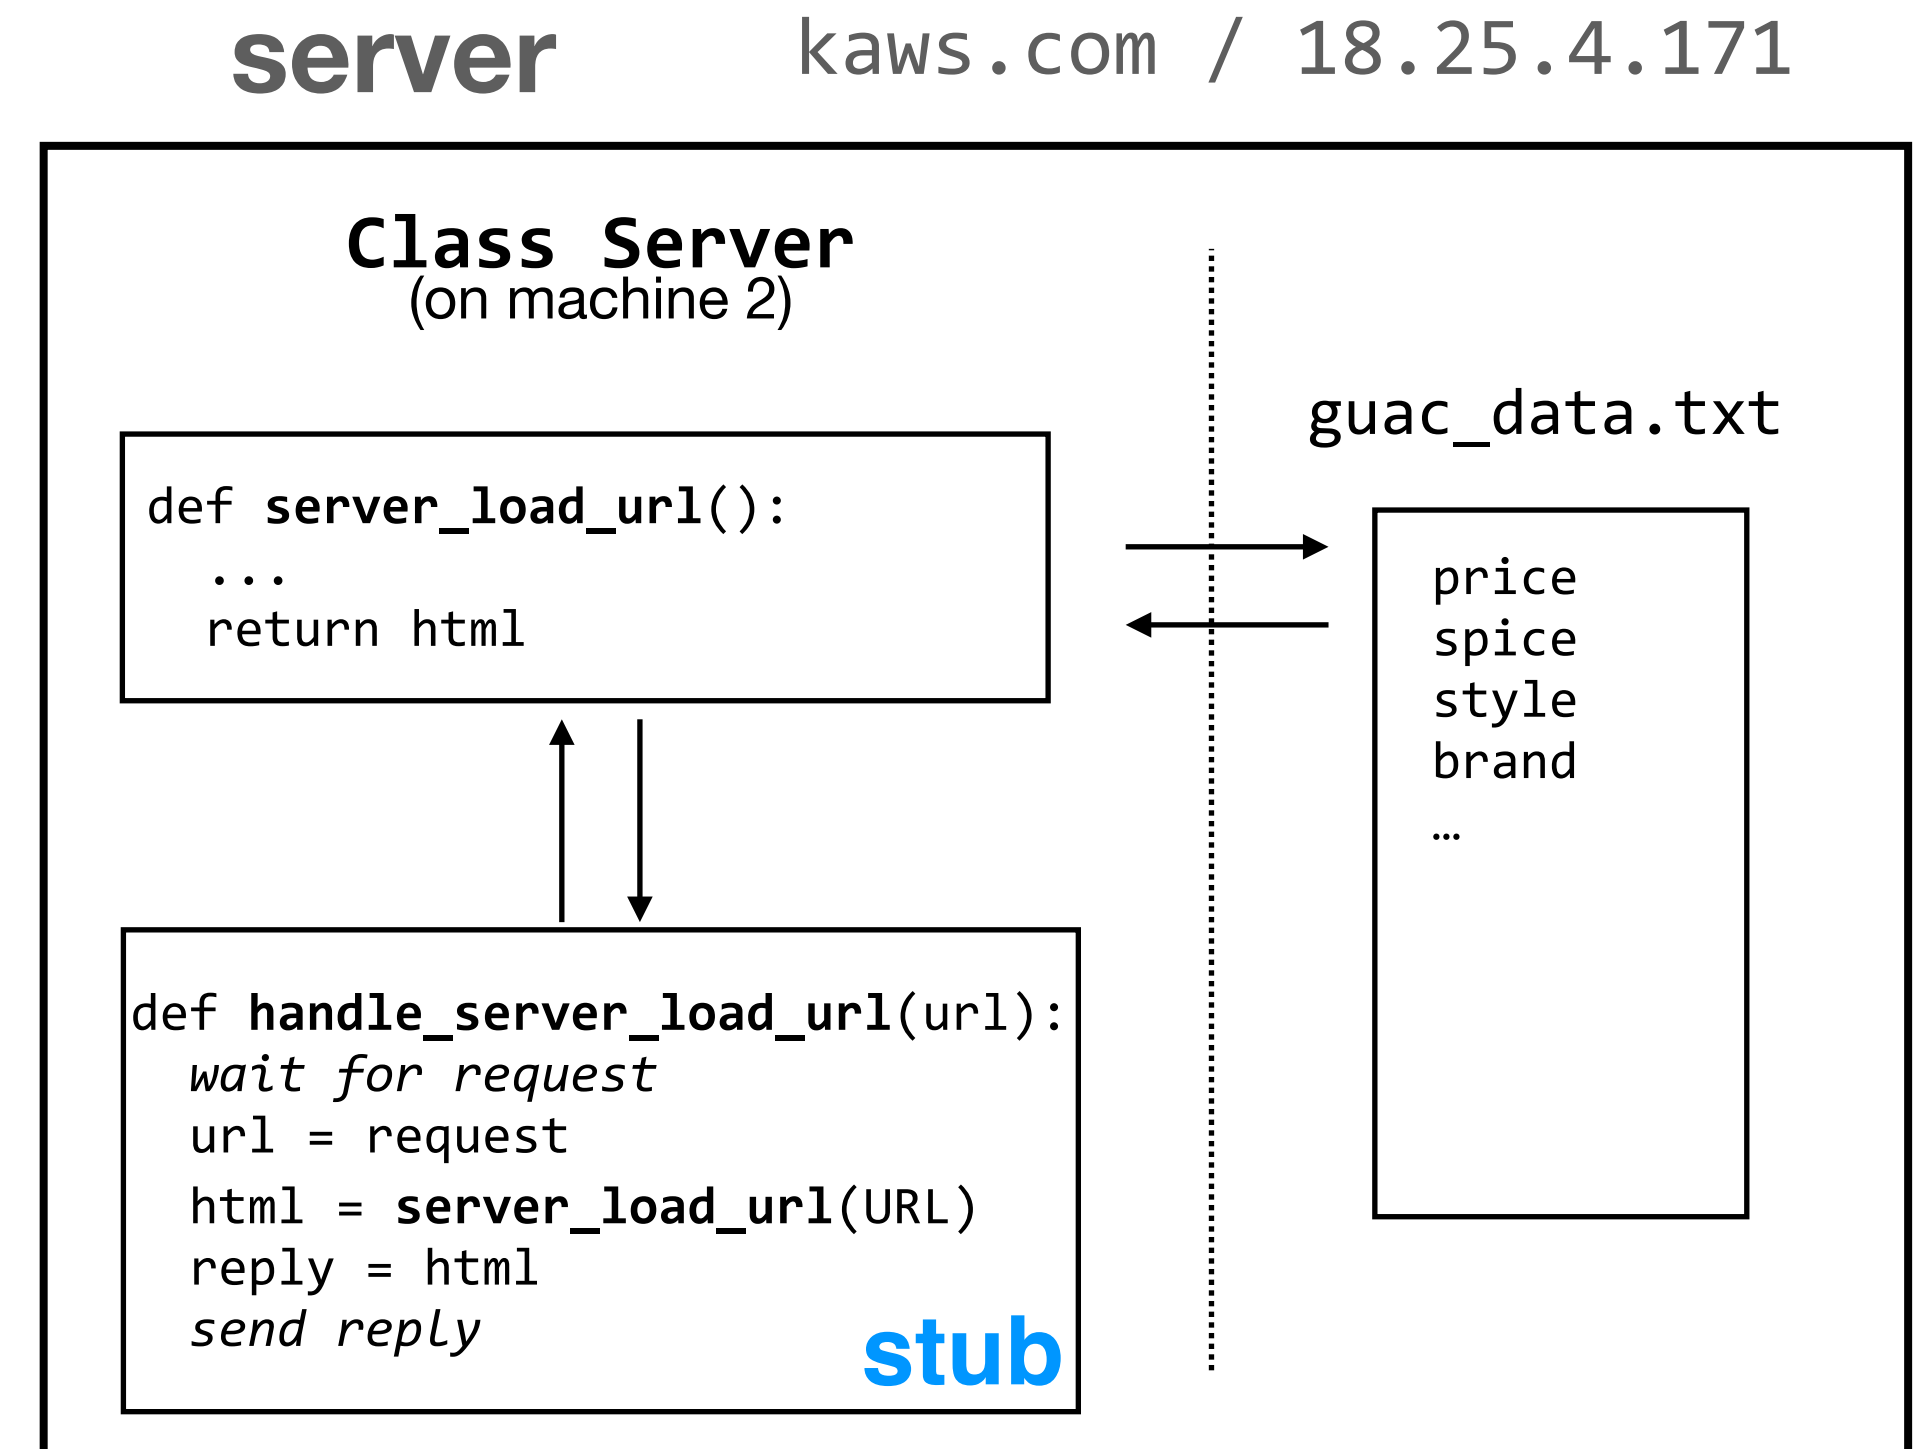 server kaws.com / 18.25.4.171
Class Server
(on machine 2)
def server_load_url():
...
return html
guac_data.txt
price
spice
style
brand
…
def handle_server_load_url(url):
wait for request
url = request
html = server_load_url(URL)
reply = html
send reply
stub